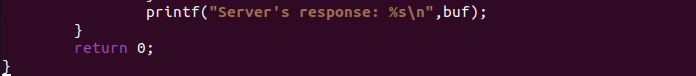 printf("Server's response: %s\n",buf);
}
return 0;
}